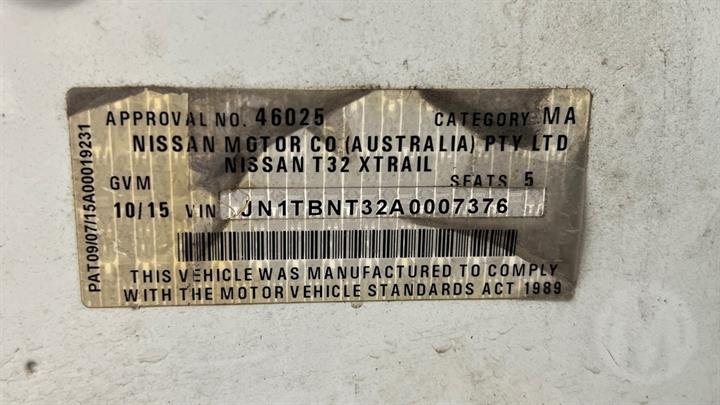 APPROVAL NO. 46025 CATEGORY MA
NISSAN MOTOR CO (AUSTRALIA) PTY LTD
NISSAN T32 XTRAIL
GVM SEATS 5
10/15 VIN JN1TBNT32A0007376
THIS VEHICLE WAS MANUFACTURED TO COMPLY
WITH THE MOTOR VEHICLE STANDARDS ACT 1989
PAT09/07/15A00019231
M